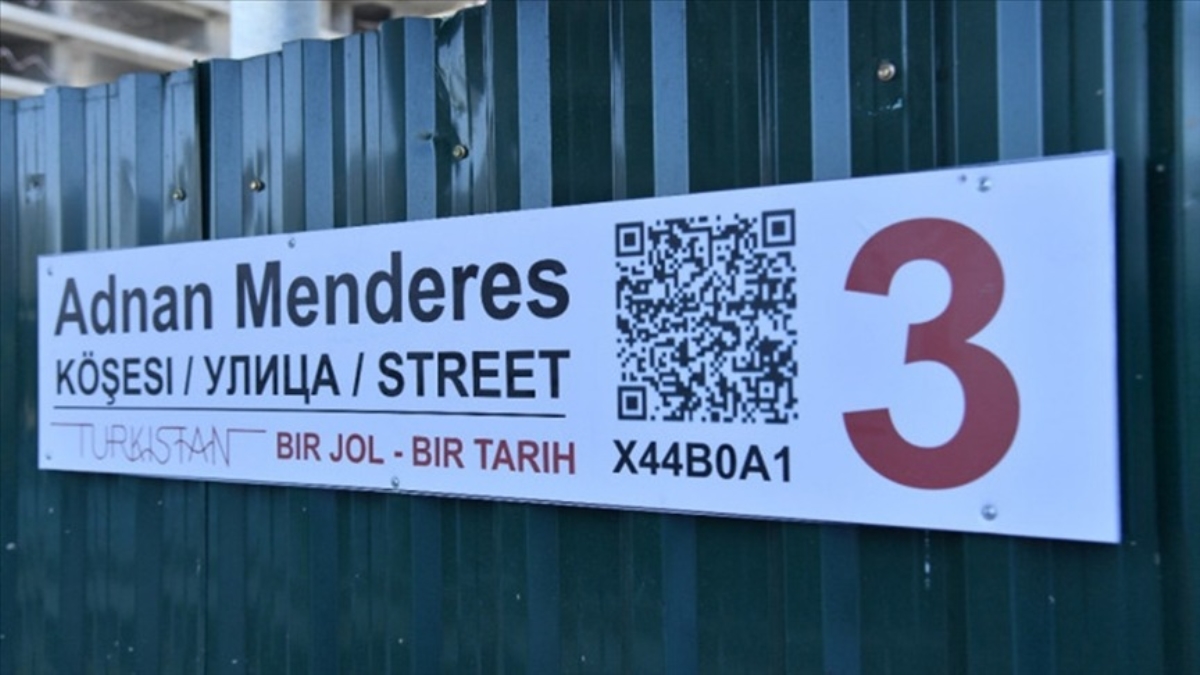 Adnan Menderes
KÖŞESI / УЛИЦА / STREET
TURKISTAN BIR JOL - BIR TARIH
X44B0A1
3